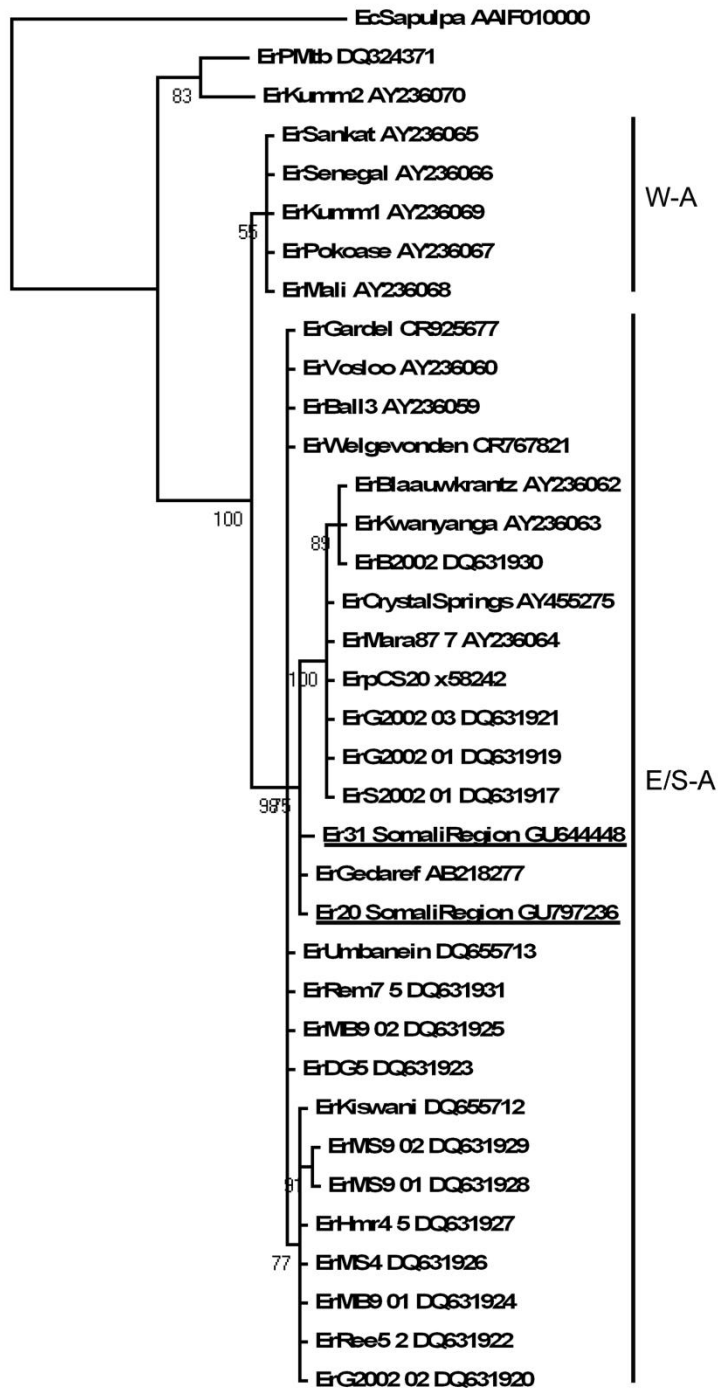 EcSapulpa AAIF010000
ErPMtb DQ324371
83
ErKumm2 AY236070
ErSankat AY236065
ErSenegal AY236066
W-A
ErKumm1 AY236069
55
ErPokoase AY236067
ErMali AY236068
ErGardel CR925677
ErVosloo AY236060
ErBall3 AY236059
ErWelgevonden CR767821
ErBlaauwkrantz AY236062
100
ErKwanyanga AY236063
89
ErB2002 DQ631930
ErCrystalSprings AY455275
ErMara87 7 AY236064
100
ErpCS20 x58242
ErG2002 03 DQ631921
ErG2002 01 DQ631919
E/S-A
ErS2002 01 DQ631917
98
75
Er31 SomaliRegion GU644448
ErGedaref AB218277
Er20 SomaliRegion GU797236
ErUmbanein DQ655713
ErRem7 5 DQ631931
ErMB9 02 DQ631925
ErDG5 DQ631923
ErKiswani DQ655712
ErMS9 02 DQ631929
91
ErMS9 01 DQ631928
ErHmr4 5 DQ631927
77
ErMS4 DQ631926
ErMB9 01 DQ631924
ErRee5 2 DQ631922
ErG2002 02 DQ631920